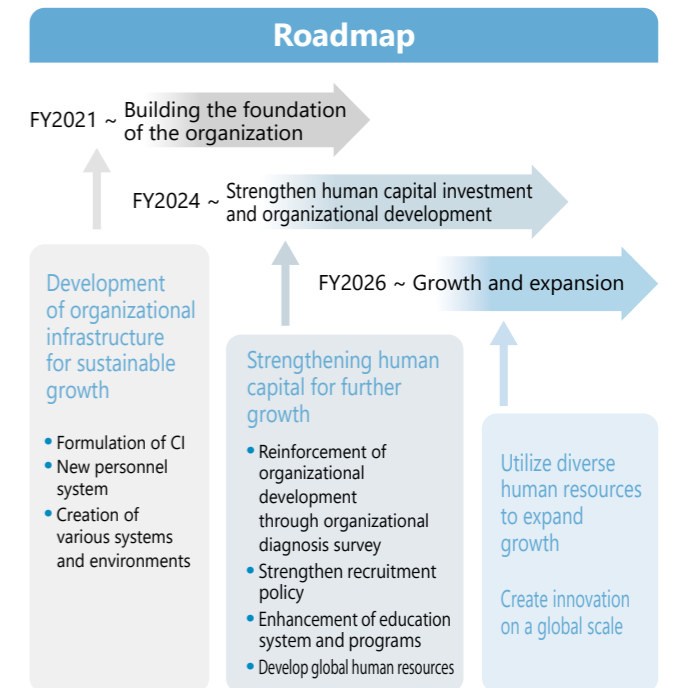 Roadmap
FY2021 ~ Building the foundation
of the organization
FY2024 ~ Strengthen human capital investment
and organizational development
FY2026 ~ Growth and expansion
Development
of organizational
infrastructure
for sustainable
growth
• Formulation of CI
• New personnel
system
• Creation of
various systems
and environments
Strengthening human
capital for further
growth
• Reinforcement of
organizational
development
through organizational
diagnosis survey
• Strengthen recruitment
policy
• Enhancement of education
system and programs
• Develop global human resources
Utilize diverse
human resources
to expand
growth
Create innovation
on a global scale